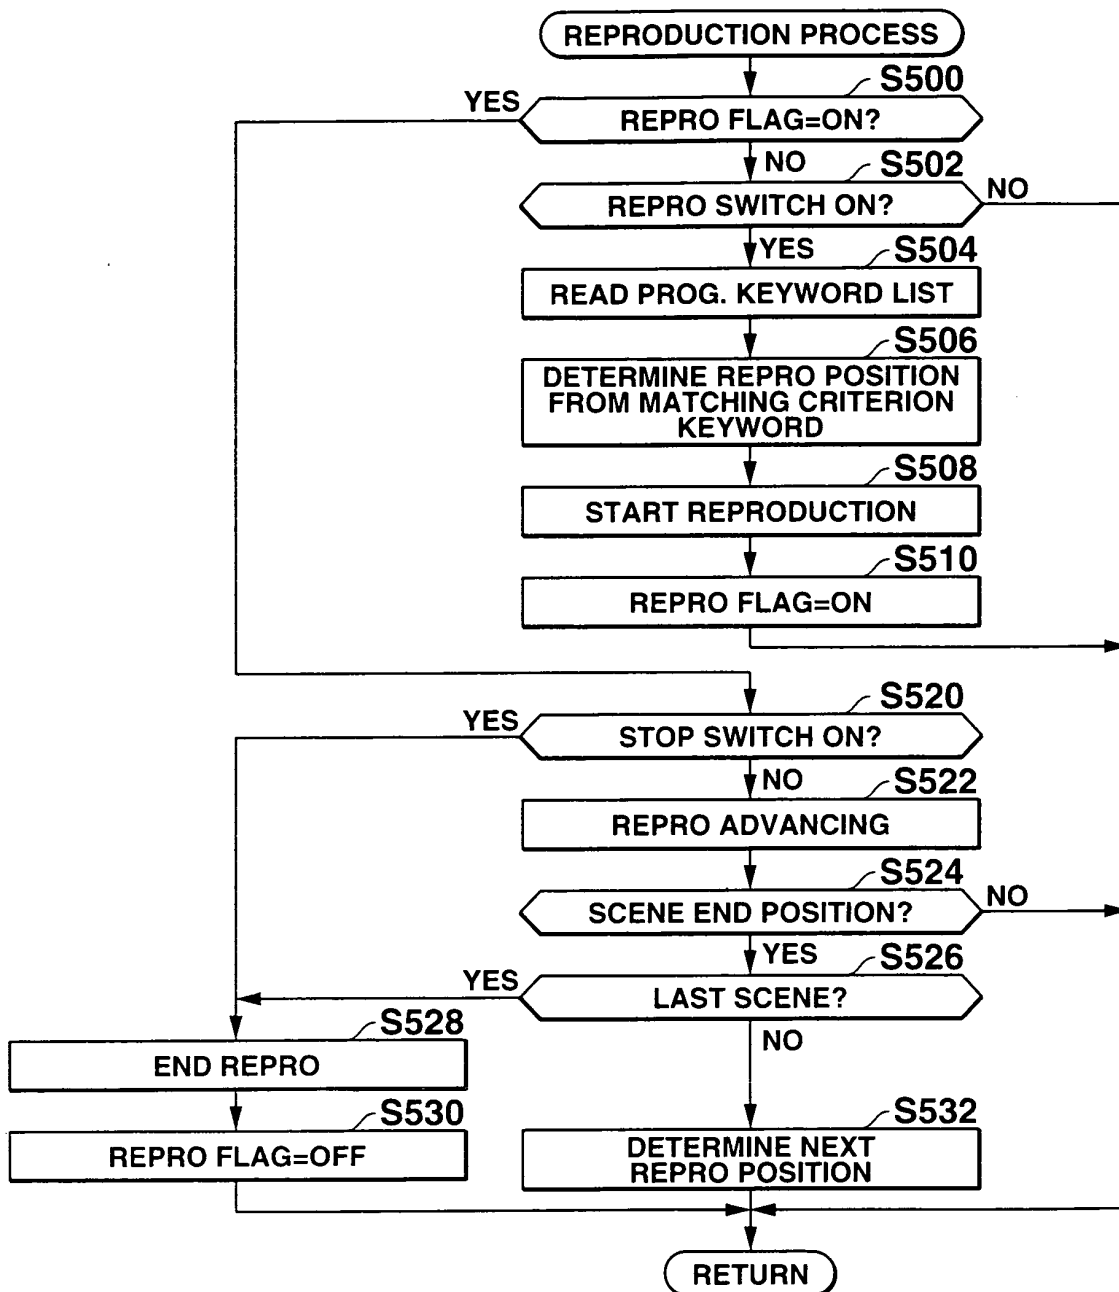 REPRODUCTION PROCESS
S500
YES
REPRO FLAG=ON?
NO
S502
NO
REPRO SWITCH ON?
YES
S504
READ PROG. KEYWORD LIST
S506
DETERMINE REPRO POSITION
FROM MATCHING CRITERION
KEYWORD
S508
START REPRODUCTION
S510
REPRO FLAG=ON
S520
YES
STOP SWITCH ON?
NO
S522
REPRO ADVANCING
S524
NO
SCENE END POSITION?
YES
S526
YES
LAST SCENE?
NO
S528
END REPRO
S530
REPRO FLAG=OFF
S532
DETERMINE NEXT
REPRO POSITION
RETURN